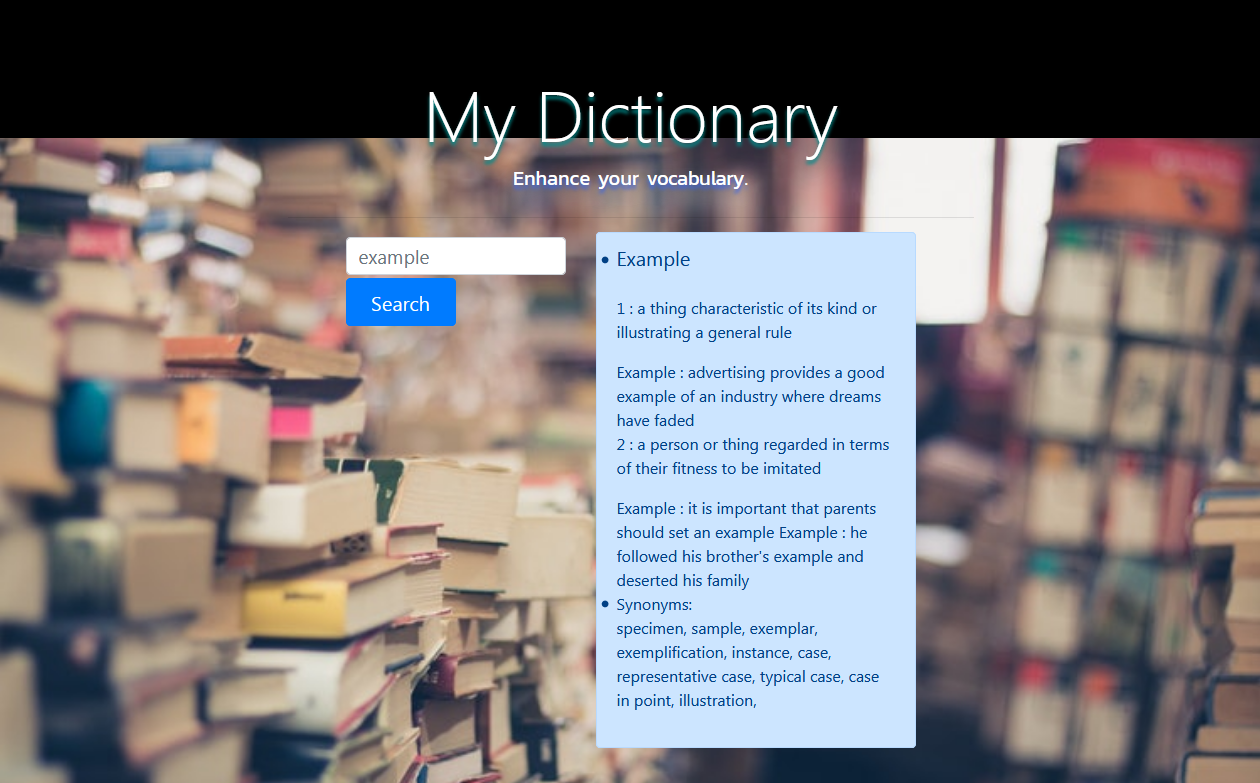 My Dictionary
Enhance your vocabulary.
example
Search
• Example
1 : a thing characteristic of its kind or
illustrating a general rule
Example : advertising provides a good
example of an industry where dreams
have faded
2 : a person or thing regarded in terms
of their fitness to be imitated
Example : it is important that parents
should set an example Example : he
followed his brother's example and
deserted his family
• Synonyms:
specimen, sample, exemplar,
exemplification, instance, case,
representative case, typical case, case
in point, illustration,